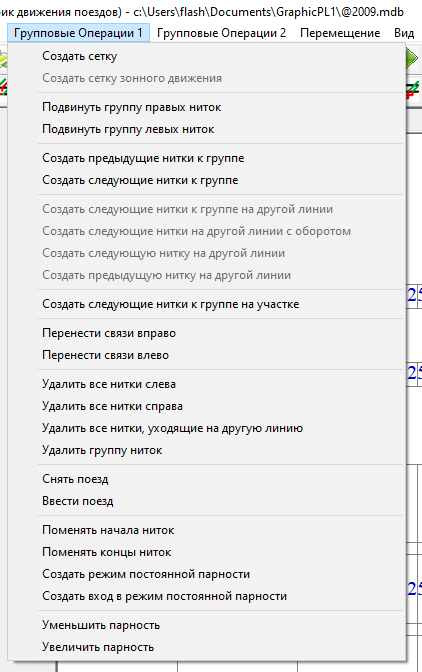 рик движения поездов) - c:\Users\flash\Documents\GraphicPL1\@2009.mdb
Групповые Операции 1 Групповые Операции 2 Перемещение Вид
Создать сетку
Создать сетку зонного движения
Подвинуть группу правых ниток
Подвинуть группу левых ниток
Создать предыдущие нитки к группе
Создать следующие нитки к группе
Создать следующие нитки к группе на другой линии
Создать следующие нитки на другой линии с оборотом
Создать следующую нитку на другой линии
Создать предыдущую нитку на другой линии
Создать следующие нитки к группе на участке
Перенести связи вправо
Перенести связи влево
Удалить все нитки слева
Удалить все нитки справа
Удалить все нитки, уходящие на другую линию
Удалить группу ниток
Снять поезд
Ввести поезд
Поменять начала ниток
Поменять концы ниток
Создать режим постоянной парности
Создать вход в режим постоянной парности
Уменьшить парность
Увеличить парность